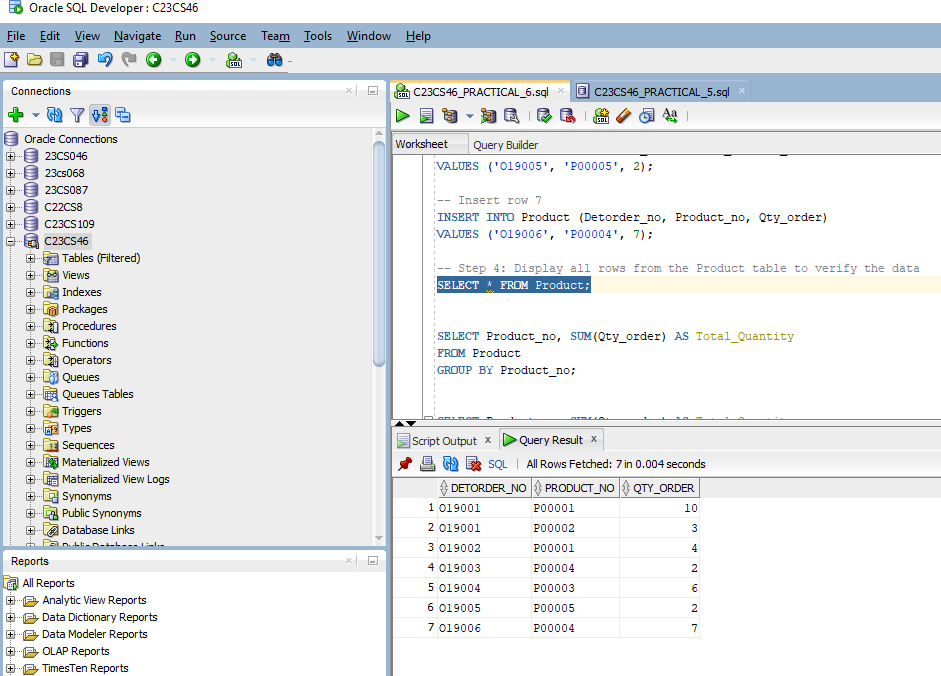 Oracle SQL Developer : C23CS46
File Edit View Navigate Run Source Team Tools Window Help
SQL
Connections
Oracle Connections
23CS046
23cs068
23CS087
C22CS8
C23CS109
C23CS46
Tables (Filtered)
Views
Indexes
Packages
Procedures
Functions
Operators
Queues
Queues Tables
Triggers
Types
Sequences
Materialized Views
Materialized View Logs
Synonyms
Public Synonyms
Database Links
Public Database Links
Reports
All Reports
Analytic View Reports
Data Dictionary Reports
Data Modeler Reports
OLAP Reports
TimesTen Reports
C23CS46_PRACTICAL_6.sql C23CS46_PRACTICAL_5.sql
Worksheet Query Builder
VALUES ('O19005', 'P00005', 2);
-- Insert row 7
INSERT INTO Product (Detorder_no, Product_no, Qty_order)
VALUES ('O19006', 'P00004', 7);
-- Step 4: Display all rows from the Product table to verify the data
SELECT * FROM Product;
SELECT Product_no, SUM(Qty_order) AS Total_Quantity
FROM Product
GROUP BY Product_no;
Script Output Query Result
SQL All Rows Fetched: 7 in 0.004 seconds
DETORDER_NO PRODUCT_NO QTY_ORDER
1 O19001 P00001 10
2 O19001 P00002 3
3 O19002 P00001 4
4 O19003 P00004 2
5 O19004 P00003 6
6 O19005 P00005 2
7 O19006 P00004 7